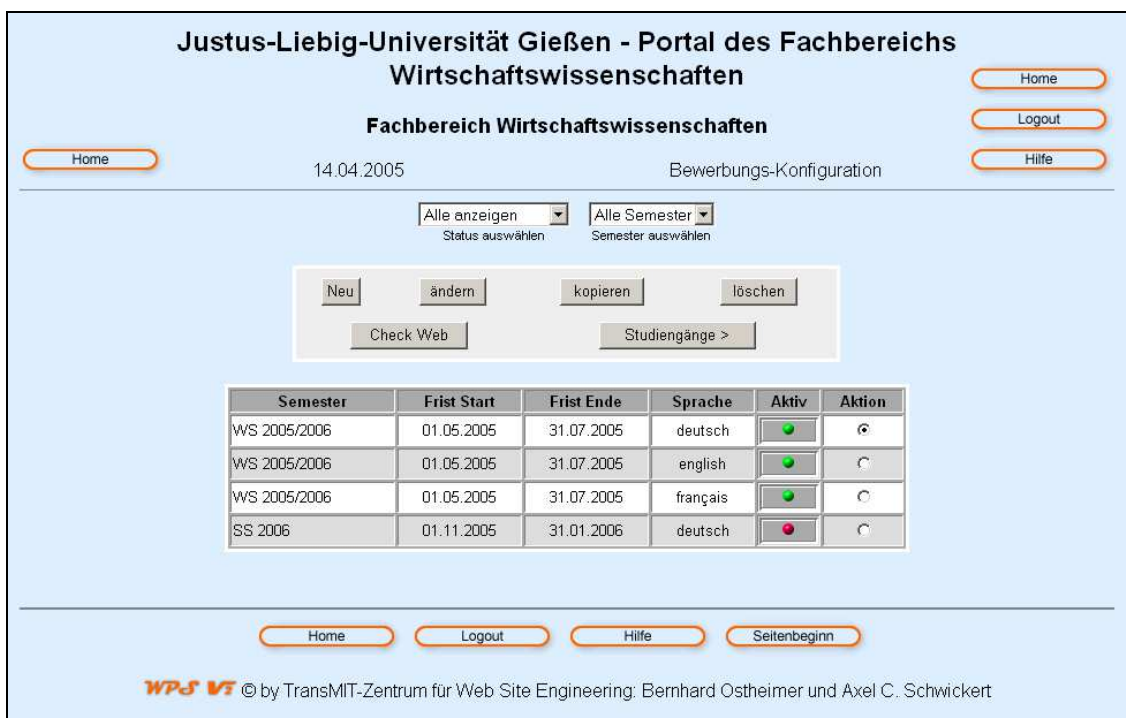 Justus-Liebig-Universität Gießen - Portal des Fachbereichs
Wirtschaftswissenschaften
Home
Logout
Hilfe
Fachbereich Wirtschaftswissenschaften
Home
14.04.2005 Bewerbungs-Konfiguration
Alle anzeigen Alle Semester
Status auswählen Semester auswählen
Neu ändern kopieren löschen
Check Web Studiengänge >
Semester Frist Start Frist Ende Sprache Aktiv Aktion
WS 2005/2006 01.05.2005 31.07.2005 deutsch
WS 2005/2006 01.05.2005 31.07.2005 english
WS 2005/2006 01.05.2005 31.07.2005 français
SS 2006 01.11.2005 31.01.2006 deutsch
Home Logout Hilfe Seitenbeginn
WPS © by TransMIT-Zentrum für Web Site Engineering: Bernhard Ostheimer und Axel C. Schwickert